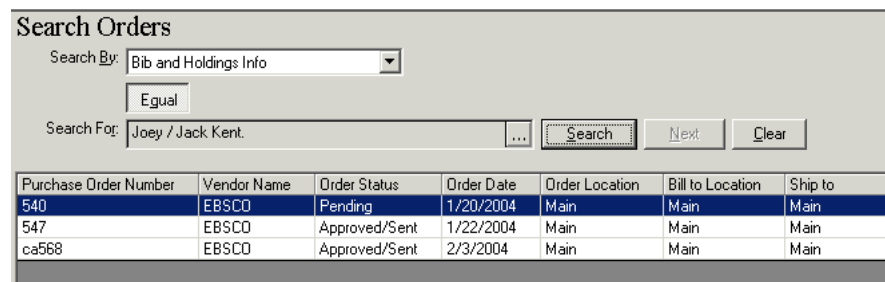 Search Orders
Search By: Bib and Holdings Info
Equal
Search For: Joey / Jack Kent. ... Search Next Clear
Purchase Order Number Vendor Name Order Status Order Date Order Location Bill to Location Ship to
540 EBSCO Pending 1/20/2004 Main Main Main
547 EBSCO Approved/Sent 1/22/2004 Main Main Main
ca568 EBSCO Approved/Sent 2/3/2004 Main Main Main